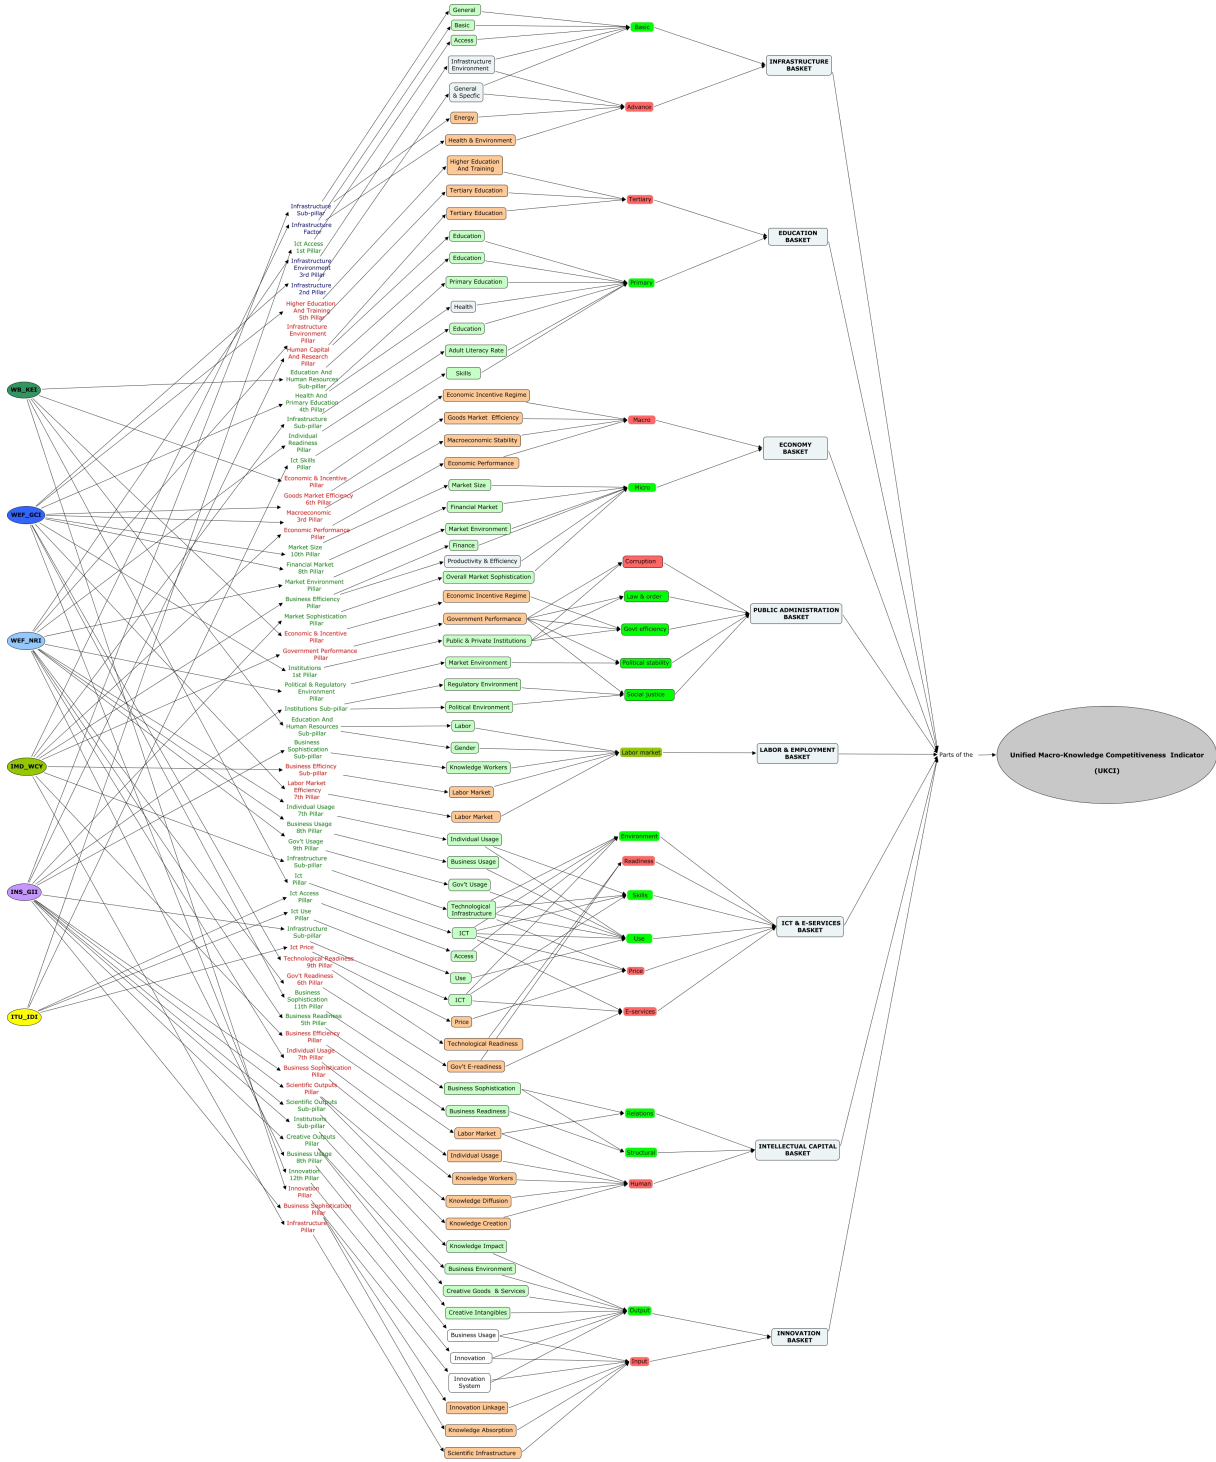 WB_KEI
WEF_GCI
WEF_NRI
IMD_WCY
INS_GII
ITU_IDI
Infrastructure
Sub-pillar
Infrastructure
Factor
Ict Access
1st Pillar
Infrastructure
Environment
3rd Pillar
Infrastructure
2nd Pillar
Higher Education
And Training
5th Pillar
Infrastructure
Environment
Pillar
Human Capital
And Research
Pillar
Education And
Human Resources
Sub-pillar
Health And
Primary Education
4th Pillar
Infrastructure
Sub-pillar
Individual
Readiness
Pillar
Ict Skills
Pillar
Economic & Incentive
Pillar
Goods Market Efficiency
6th Pillar
Macroeconomic
3rd Pillar
Economic Performance
Pillar
Market Size
10th Pillar
Financial Market
8th Pillar
Market Environment
Pillar
Business Efficiency
Pillar
Market Sophistication
Pillar
Economic & Incentive
Pillar
Government Performance
Pillar
Institutions
1st Pillar
Political & Regulatory
Environment
Pillar
Institutions Sub-pillar
Education And
Human Resources
Sub-pillar
Business
Sophistication
Sub-pillar
Business Efficincy
Sub-pillar
Labor Market
Efficiency
7th Pillar
Individual Usage
7th Pillar
Business Usage
8th Pillar
Gov't Usage
9th Pillar
Infrastructure
Sub-pillar
Ict
Pillar
Ict Access
Pillar
Ict Use
Pillar
Infrastructure
Sub-pillar
Ict Price
Technological Readiness
9th Pillar
Gov't Readiness
6th Pillar
Business
Sophistication
11th Pillar
Business Readiness
5th Pillar
Business Efficiency
Pillar
Individual Usage
7th Pillar
Business Sophistication
Pillar
Scientific Outputs
Pillar
Scientific Outputs
Sub-pillar
Institutions
Sub-pillar
Creative Outputs
Pillar
Business Usage
8th Pillar
Innovation
12th Pillar
Innovation
Pillar
Business Sophistication
Pillar
Infrastructure
Pillar
General
Basic
Access
Infrastructure
Environment
General
& Specfic
Energy
Health & Environment
Higher Education
And Training
Tertiary Education
Tertiary Education
Education
Education
Primary Education
Health
Education
Adult Literacy Rate
Skills
Economic Incentive Regime
Goods Market Efficiency
Macroeconomic Stability
Economic Performance
Market Size
Financial Market
Market Environment
Finance
Productivity & Efficiency
Overall Market Sophistication
Economic Incentive Regime
Government Performance
Public & Private Institutions
Market Environment
Regulatory Environment
Political Environment
Labor
Gender
Knowledge Workers
Labor Market
Labor Market
Individual Usage
Business Usage
Gov't Usage
Technological
Infrastructure
ICT
Access
Use
ICT
Price
Technological Readiness
Gov't E-readiness
Business Sophistication
Business Readiness
Labor Market
Individual Usage
Knowledge Workers
Knowledge Diffusion
Knowledge Creation
Knowledge Impact
Business Environment
Creative Goods & Services
Creative Intangibles
Business Usage
Innovation
Innovation
System
Innovation Linkage
Knowledge Absorption
Scientific Infrastructure
Basic
Advance
Tertiary
Primary
Macro
Micro
Corruption
Law & order
Govt efficiency
Political stability
Social Justice
Labor market
Environment
Readiness
Skills
Use
Price
E-services
Relations
Structural
Human
Output
Input
INFRASTRUCTURE
BASKET
EDUCATION
BASKET
ECONOMY
BASKET
PUBLIC ADMINISTRATION
BASKET
LABOR & EMPLOYMENT
BASKET
ICT & E-SERVICES
BASKET
INTELLECTUAL CAPITAL
BASKET
INNOVATION
BASKET
Parts of the
Unified Macro-Knowledge Competitiveness Indicator
(UKCI)